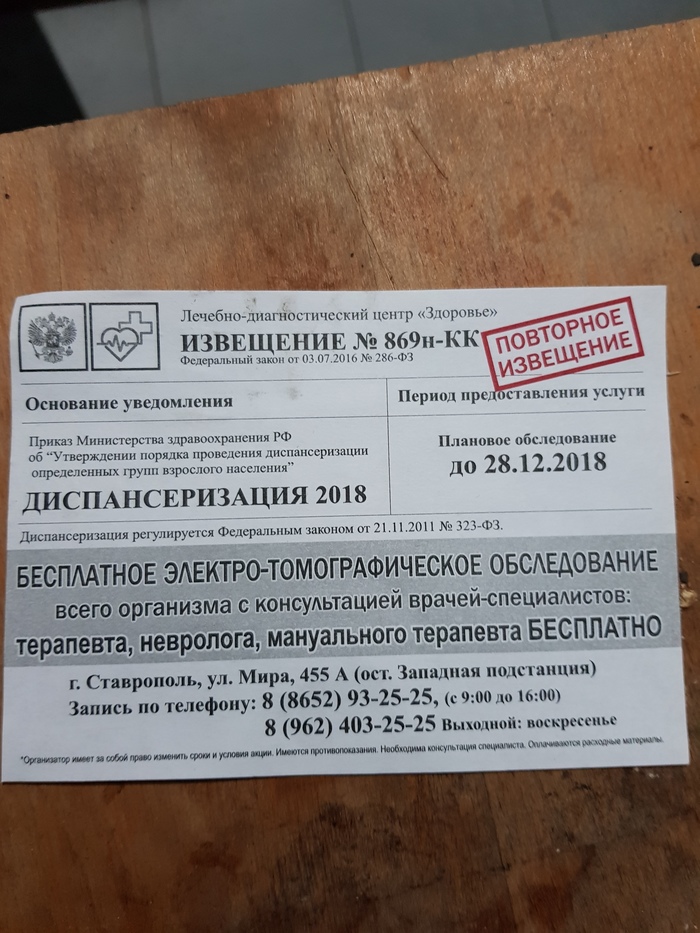 Лечебно-диагностический центр «Здоровье»
ИЗВЕЩЕНИЕ № 869н-КК
Федеральный закон от 03.07.2016 № 286-ФЗ
ПОВТОРНОЕ
ИЗВЕЩЕНИЕ
Основание уведомления
Период предоставления услуги
Приказ Министерства здравоохранения РФ
об “Утверждении порядка проведения диспансеризации
определенных групп взрослого населения”
ДИСПАНСЕРИЗАЦИЯ 2018
Плановое обследование
до 28.12.2018
Диспансеризация регулируется Федеральным законом от 21.11.2011 № 323-ФЗ.
БЕСПЛАТНОЕ ЭЛЕКТРО-ТОМОГРАФИЧЕСКОЕ ОБСЛЕДОВАНИЕ
всего организма с консультацией врачей-специалистов:
терапевта, невролога, мануального терапевта БЕСПЛАТНО
г. Ставрополь, ул. Мира, 455 А (ост. Западная подстанция)
Запись по телефону: 8 (8652) 93-25-25, (с 9:00 до 16:00)
8 (962) 403-25-25 Выходной: воскресенье
*Организатор имеет за собой право изменить сроки и условия акции. Имеются противопоказания. Необходима консультация специалиста. Оплачиваются расходные материалы.